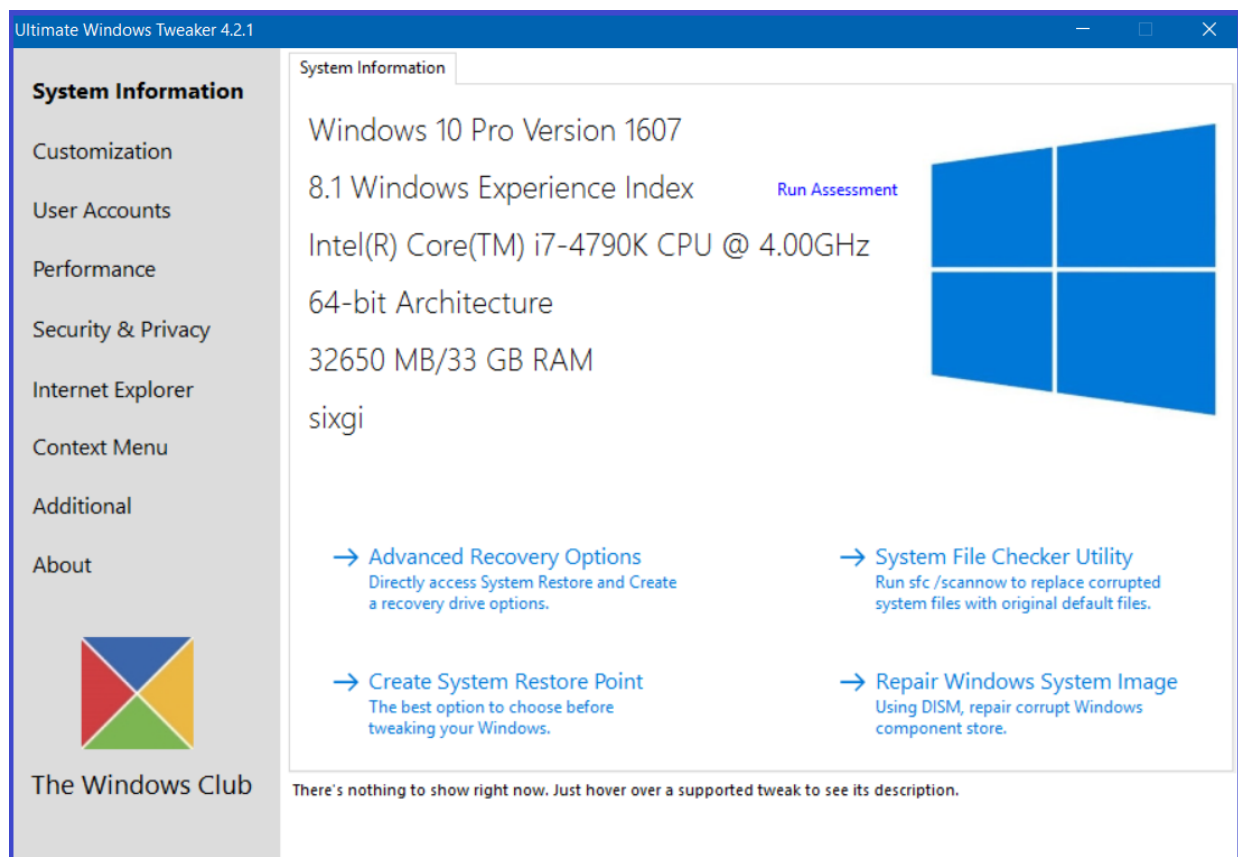 Ultimate Windows Tweaker 4.2.1
System Information
Customization
User Accounts
Performance
Security & Privacy
Internet Explorer
Context Menu
Additional
About
The Windows Club
System Information
Windows 10 Pro Version 1607
8.1 Windows Experience Index
Run Assessment
Intel(R) Core(TM) i7-4790K CPU @ 4.00GHz
64-bit Architecture
32650 MB/33 GB RAM
sixgi
→ Advanced Recovery Options
Directly access System Restore and Create
a recovery drive options.
→ System File Checker Utility
Run sfc /scannow to replace corrupted
system files with original default files.
→ Create System Restore Point
The best option to choose before
tweaking your Windows.
→ Repair Windows System Image
Using DISM, repair corrupt Windows
component store.
There's nothing to show right now. Just hover over a supported tweak to see its description.